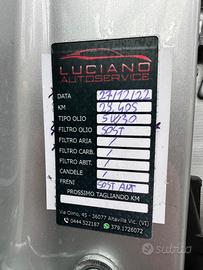 LUCIANO
AUTOSERVICE
DATA 27/12/22
KM 23.405
TIPO OLIO 5W30
FILTRO OLIO SOST
FILTRO ARIA /
FILTRO CARB. /
FILTRO ABIT. /
CANDELE /
FRENI SOST ANT
PROSSIMO TAGLIANDO KM
Via Olmo, 45 - 36077 Altavilla Vic. (VI)
0444.522187 379.1726072
subito